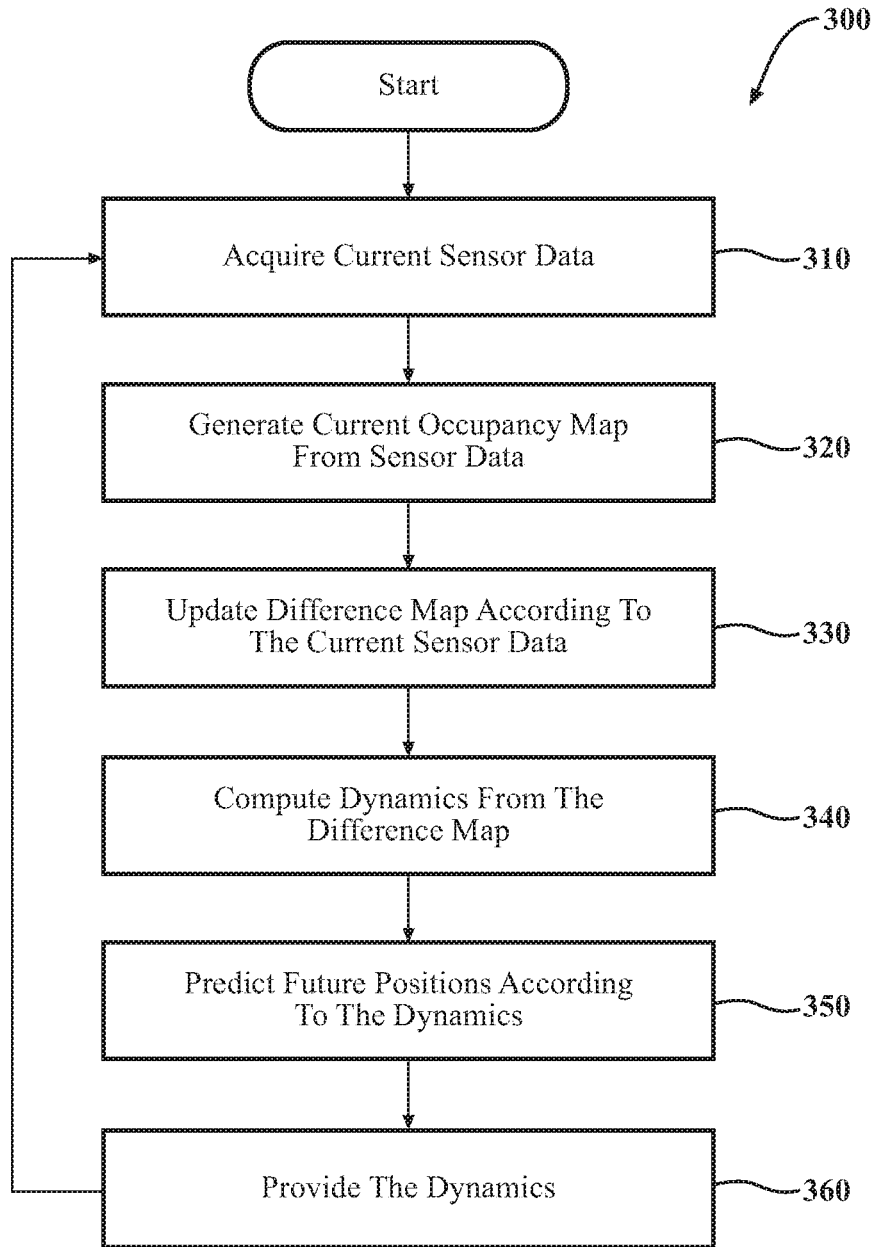 300
Start
Acquire Current Sensor Data
310
Generate Current Occupancy Map
From Sensor Data
320
Update Difference Map According To
The Current Sensor Data
330
Compute Dynamics From The
Difference Map
340
Predict Future Positions According
To The Dynamics
350
Provide The Dynamics
360